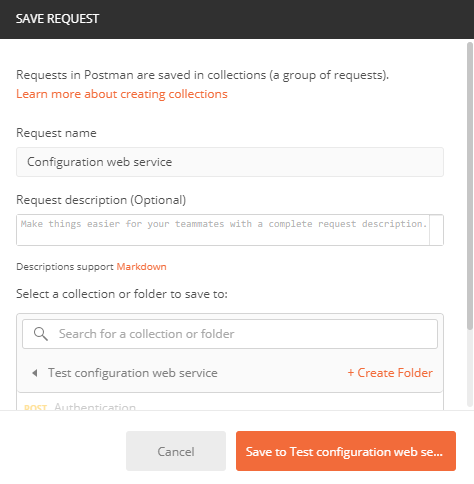 SAVE REQUEST
Requests in Postman are saved in collections (a group of requests).
Learn more about creating collections
Request name
Configuration web service
Request description (Optional)
Make things easier for your teammates with a complete request description.
Descriptions support Markdown
Select a collection or folder to save to:
Search for a collection or folder
Test configuration web service + Create Folder
POST Authentication
Cancel Save to Test configuration web se...